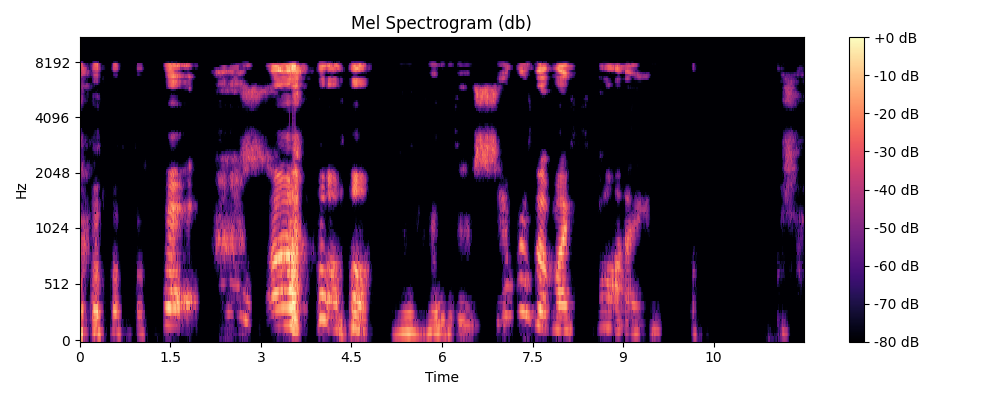 Mel Spectrogram (db)
Hz
8192
4096
2048
1024
512
0
0 1.5 3 4.5 6 7.5 9 10
Time
+0 dB
-10 dB
-20 dB
-30 dB
-40 dB
-50 dB
-60 dB
-70 dB
-80 dB